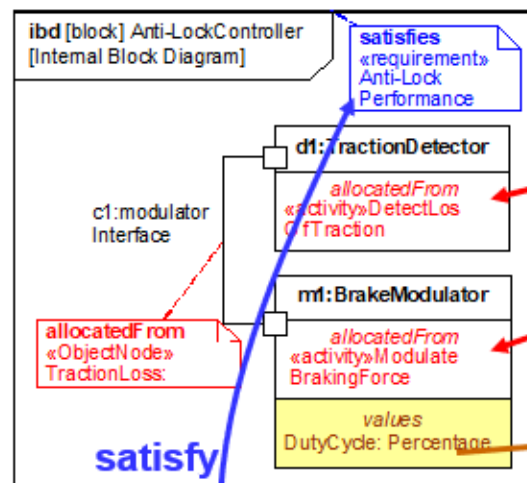 ibd [block] Anti-LockController
[Internal Block Diagram]
satisfies
«requirement»
Anti-Lock
Performance
d1:TractionDetector
allocatedFrom
«activity»DetectLos
OfTraction
c1:modulator
Interface
m1:BrakeModulator
allocatedFrom
«activity»Modulate
BrakingForce
allocatedFrom
«ObjectNode»
TractionLoss:
values
DutyCycle: Percentage
satisfy